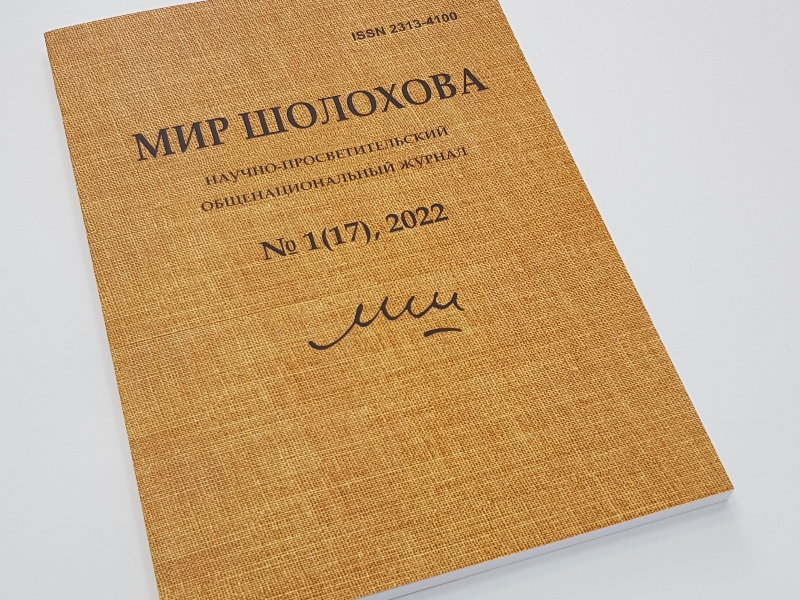 ISSN 2313-4100
МИР ШОЛОХОВА
НАУЧНО-ПРОСВЕТИТЕЛЬСКИЙ
ОБЩЕНАЦИОНАЛЬНЫЙ ЖУРНАЛ
№ 1(17), 2022